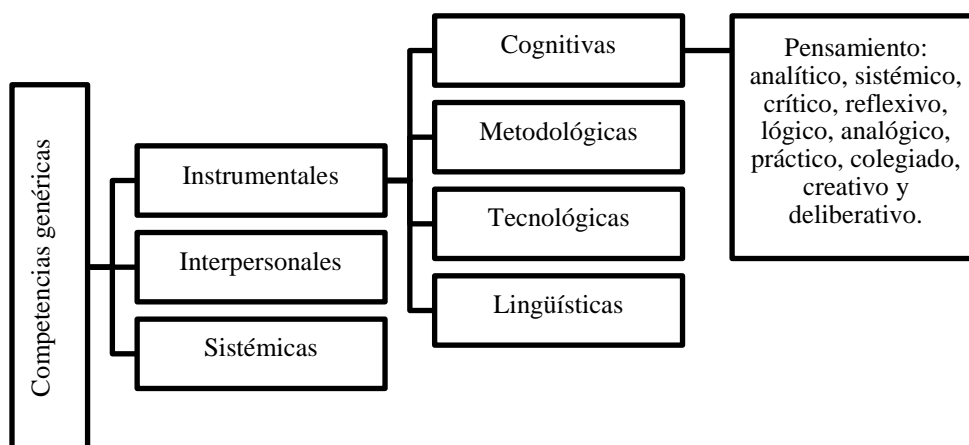 Competencias genéricas
Instrumentales
Interpersonales
Sistémicas
Cognitivas
Metodológicas
Tecnológicas
Lingüísticas
Pensamiento:
analítico, sistémico,
crítico, reflexivo,
lógico, analógico,
práctico, colegiado,
creativo y
deliberativo.